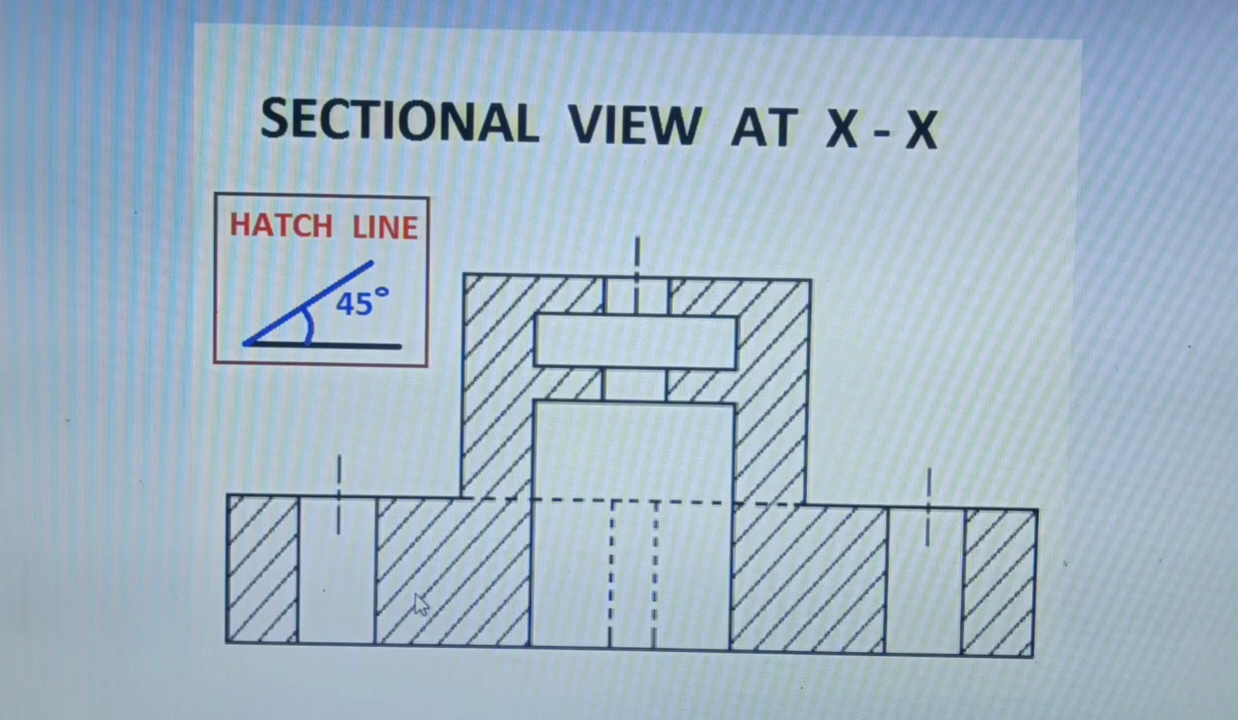 SECTIONAL VIEW AT X - X
HATCH LINE
45°